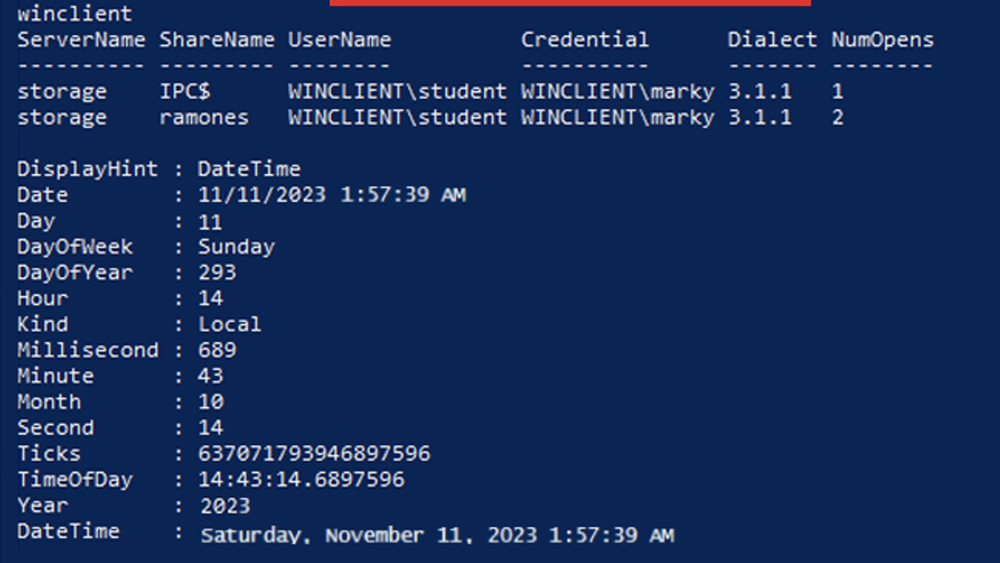 winclient
ServerName ShareName UserName Credential Dialect NumOpens
---------- --------- -------- ---------- ------- --------
storage IPC$ WINCLIENT\student WINCLIENT\marky 3.1.1 1
storage ramones WINCLIENT\student WINCLIENT\marky 3.1.1 2
DisplayHint : DateTime
Date : 11/11/2023 1:57:39 AM
Day : 11
DayOfWeek : Sunday
DayOfYear : 293
Hour : 14
Kind : Local
Millisecond : 689
Minute : 43
Month : 10
Second : 14
Ticks : 637071793946897596
TimeOfDay : 14:43:14.6897596
Year : 2023
DateTime : Saturday, November 11, 2023 1:57:39 AM